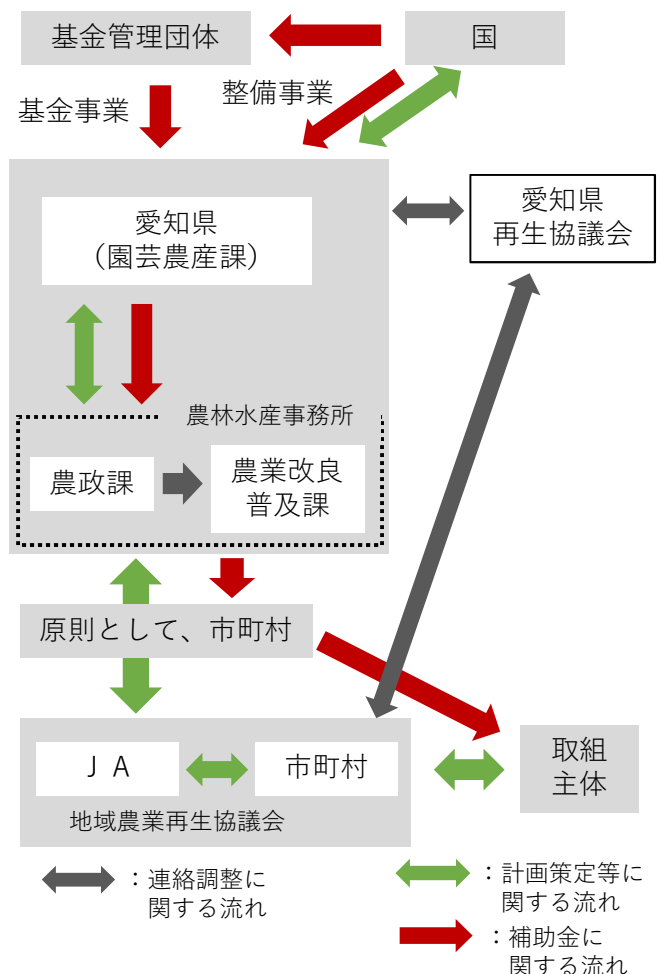 基金管理団体
国
基金事業
整備事業
愛知県
（園芸農産課）
愛知県
再生協議会
農林水産事務所
農政課
農業改良
普及課
原則として、市町村
ＪＡ
市町村
地域農業再生協議会
取組
主体
：連絡調整に
関する流れ
：計画策定等に
関する流れ
：補助金に
関する流れ